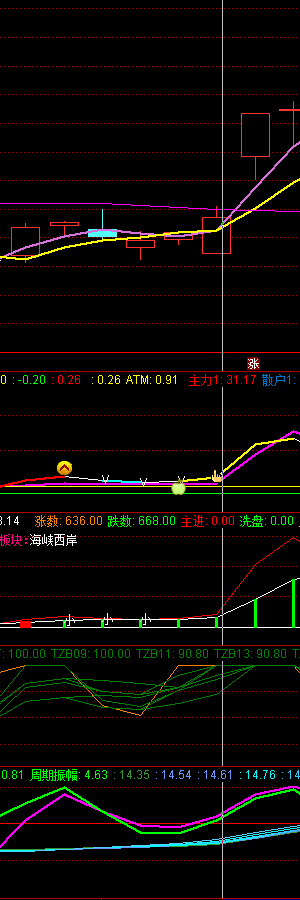 涨
0 : -0.20 : 0.26 : 0.26 ATM: 0.91 主力1: 31.17 散户1:
3.14 涨数: 636.00 跌数: 668.00 主进: 0.00 洗盘: 0.00
板块: 海峡西岸
: 100.00 TZB09: 100.00 TZB11: 90.80 TZB13: 90.80 T
0.81 周期振幅: 4.63 : 14.35 : 14.54 : 14.61 : 14.76 : 14